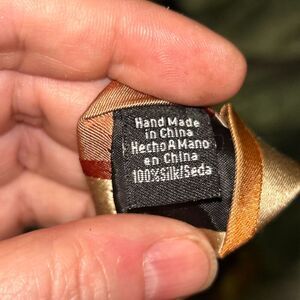 Hand Made
in China
Hecho A Mano
en China
100%Silk/Seda